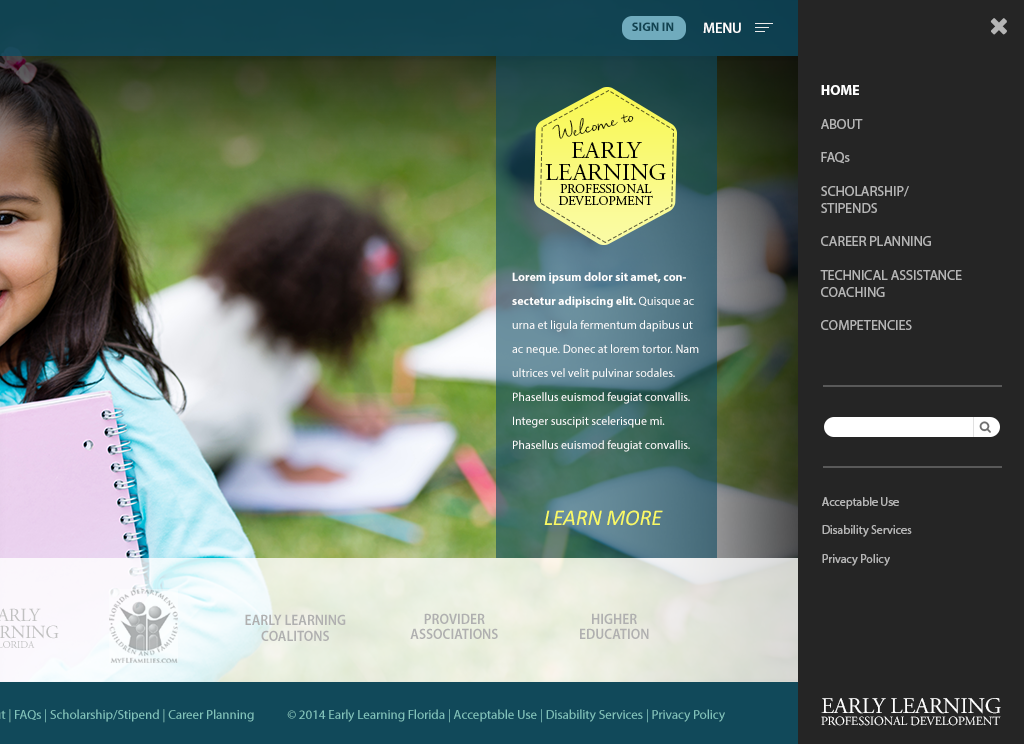 SIGN IN
MENU
Welcome to
EARLY
LEARNING
PROFESSIONAL
DEVELOPMENT
Lorem ipsum dolor sit amet, con-
sectetur adipiscing elit. Quisque ac
urna et ligula fermentum dapibus ut
ac neque. Donec at lorem tortor. Nam
ultrices vel velit pulvinar sodales.
Phasellus euismod feugiat convallis.
Integer suscipit scelerisque mi.
Phasellus euismod feugiat convallis.
LEARN MORE
ARLY
RNING
LORIDA
FLORIDA DEPARTMENT OF
CHILDREN AND FAMILIES
MYFLFAMILIES.COM
EARLY LEARNING
COALITONS
PROVIDER
ASSOCIATIONS
HIGHER
EDUCATION
t | FAQs | Scholarship/Stipend | Career Planning
© 2014 Early Learning Florida | Acceptable Use | Disability Services | Privacy Policy
HOME
ABOUT
FAQs
SCHOLARSHIP/
STIPENDS
CAREER PLANNING
TECHNICAL ASSISTANCE
COACHING
COMPETENCIES
Acceptable Use
Disability Services
Privacy Policy
EARLY LEARNING
PROFESSIONAL DEVELOPMENT